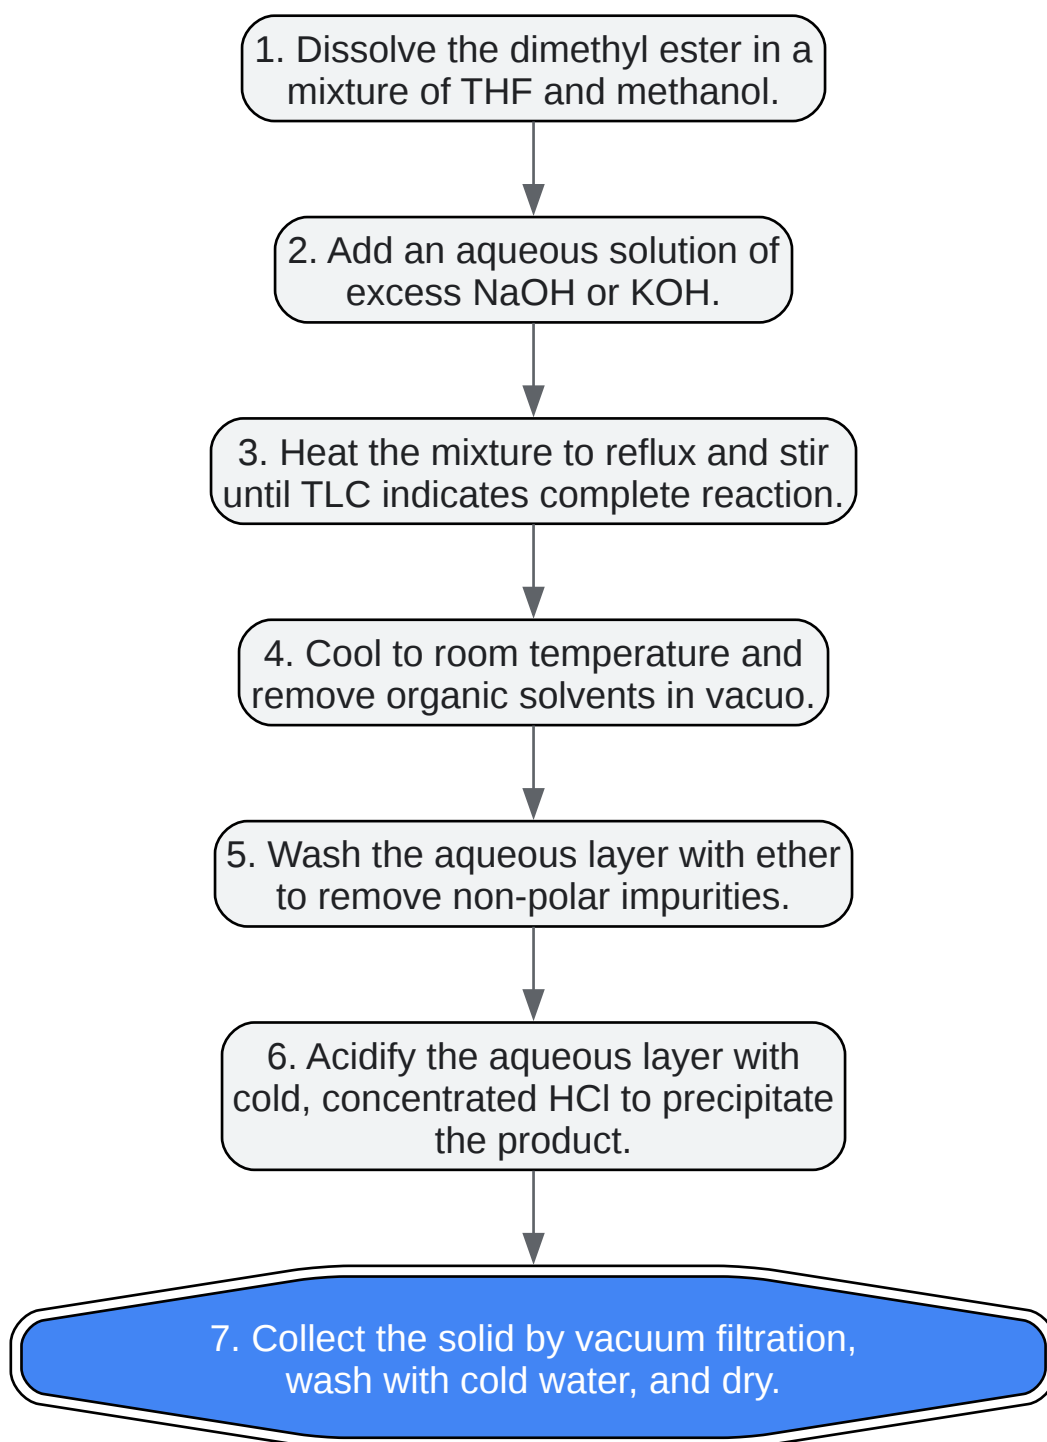 1. Dissolve the dimethyl ester in a
mixture of THF and methanol.
2. Add an aqueous solution of
excess NaOH or KOH.
3. Heat the mixture to reflux and stir
until TLC indicates complete reaction.
4. Cool to room temperature and
remove organic solvents in vacuo.
5. Wash the aqueous layer with ether
to remove non-polar impurities.
6. Acidify the aqueous layer with
cold, concentrated HCl to precipitate
the product.
7. Collect the solid by vacuum filtration,
wash with cold water, and dry.